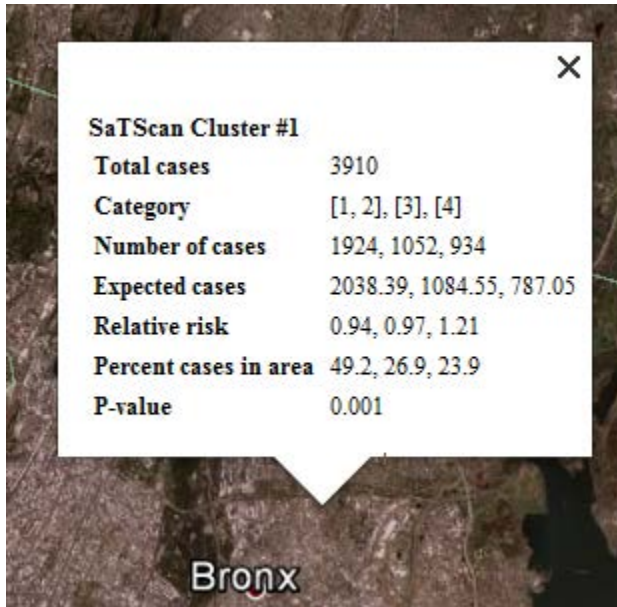 SaTScan Cluster #1
Total cases 3910
Category [1, 2], [3], [4]
Number of cases 1924, 1052, 934
Expected cases 2038.39, 1084.55, 787.05
Relative risk 0.94, 0.97, 1.21
Percent cases in area 49.2, 26.9, 23.9
P-value 0.001
Bronx